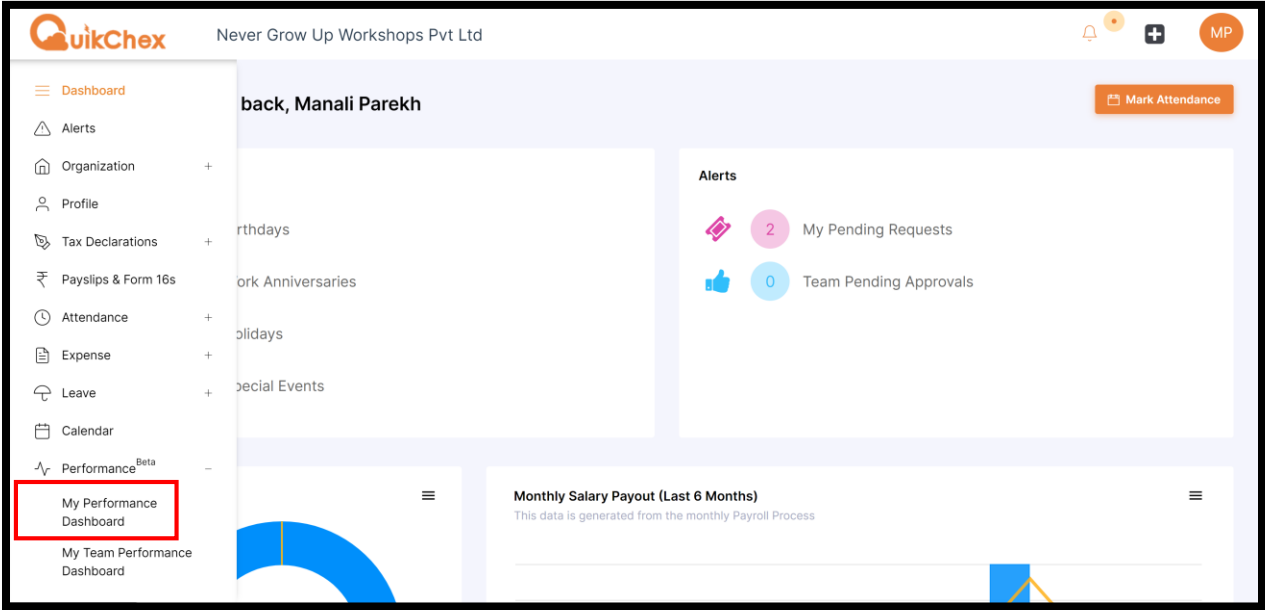 QuikChex
Never Grow Up Workshops Pvt Ltd
MP
Dashboard
Alerts
Organization +
Profile
Tax Declarations +
Payslips & Form 16s
Attendance +
Expense +
Leave +
Calendar
Performance Beta −
My Performance
Dashboard
My Team Performance
Dashboard
back, Manali Parekh
Mark Attendance
rthdays
ork Anniversaries
olidays
pecial Events
Alerts
2 My Pending Requests
0 Team Pending Approvals
Monthly Salary Payout (Last 6 Months)
This data is generated from the monthly Payroll Process